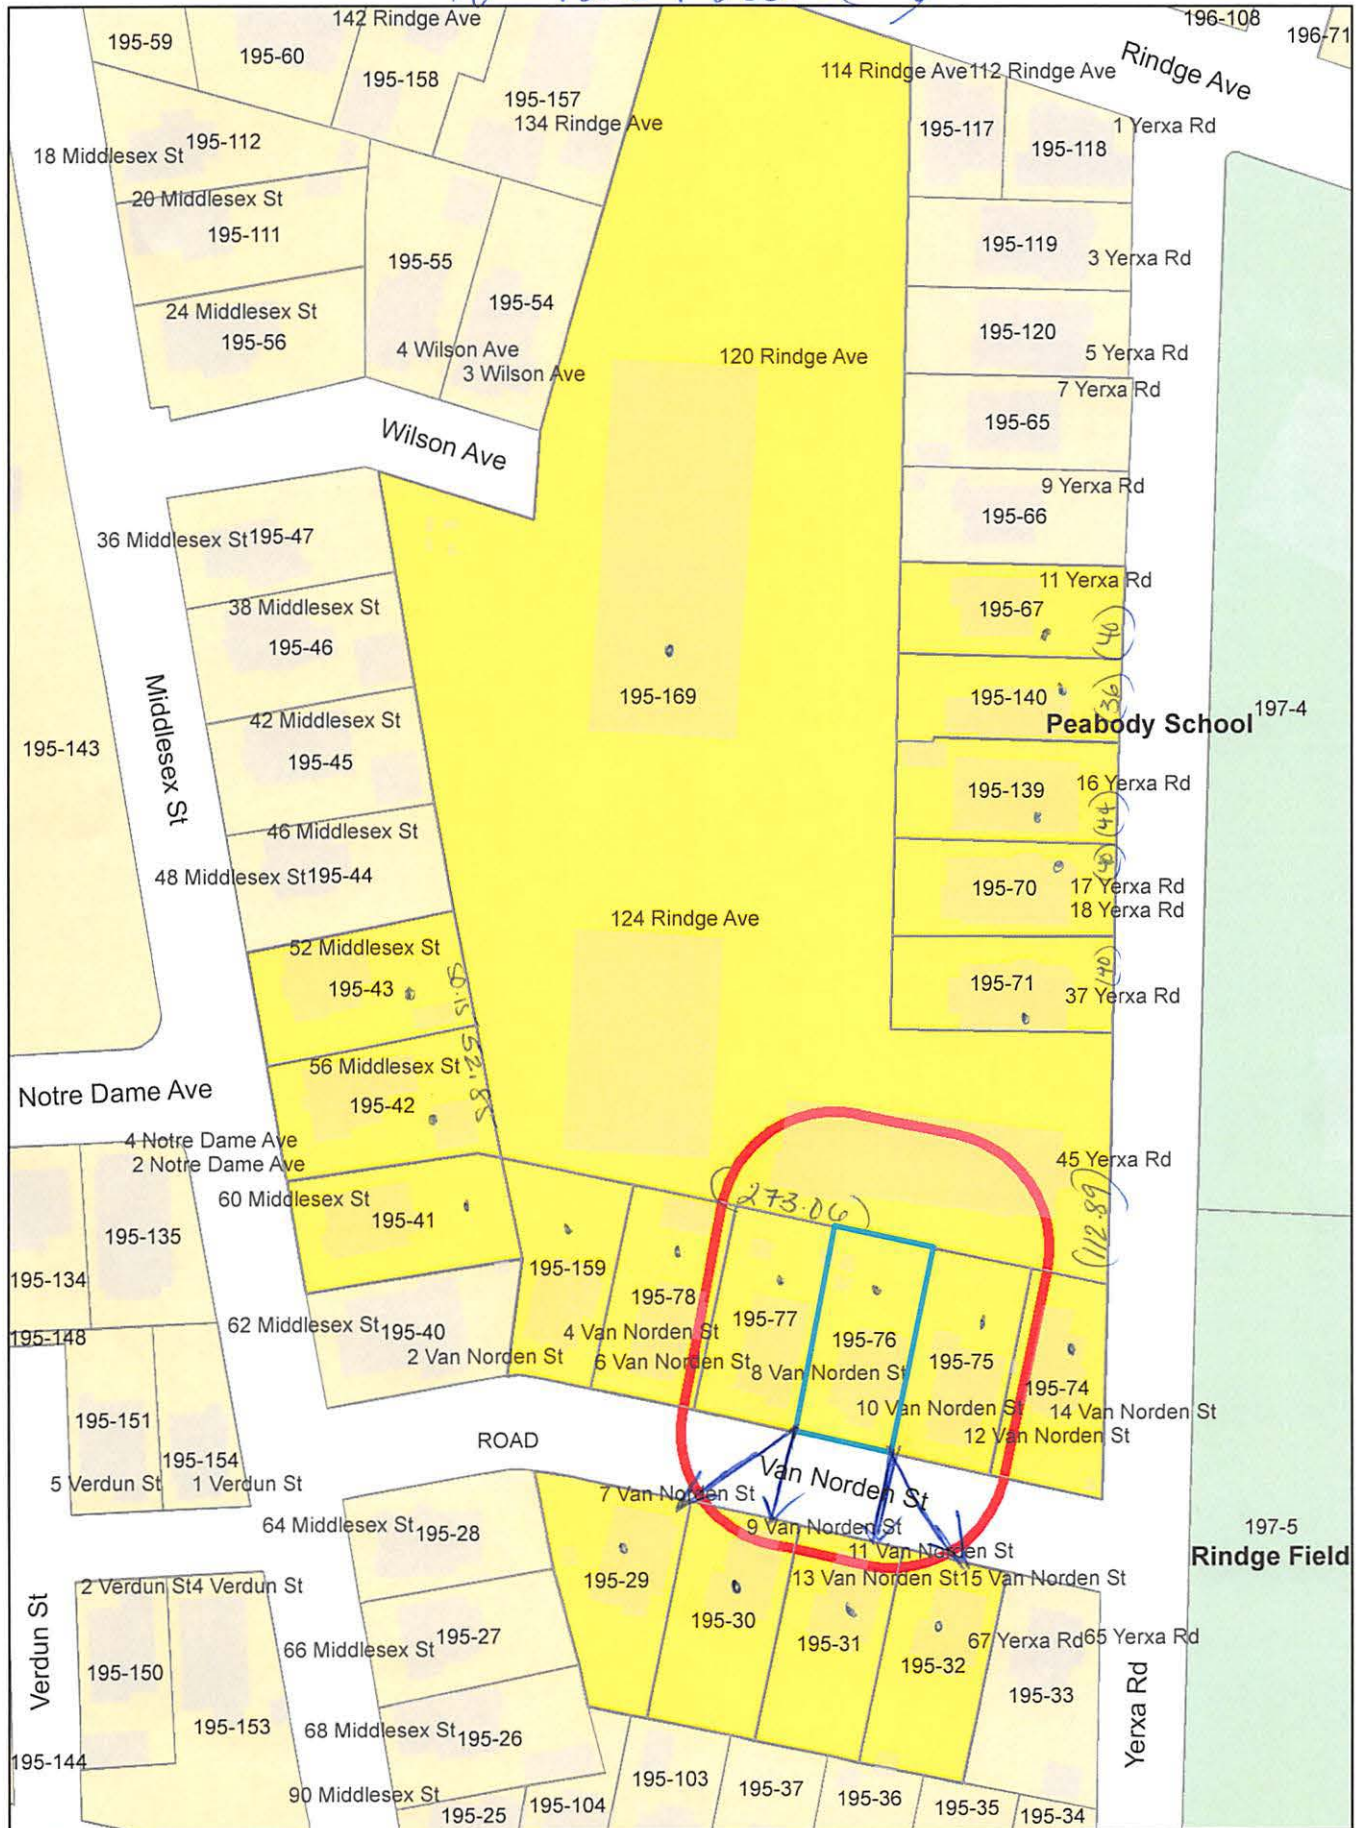 142 Rindge Ave
196-108
196-71
195-59
195-60
195-158
Rindge Ave
114 Rindge Ave
112 Rindge Ave
195-157
134 Rindge Ave
195-117
195-118
1 Yerxa Rd
195-112
18 Middlesex St
20 Middlesex St
195-111
195-55
195-119
3 Yerxa Rd
195-54
24 Middlesex St
195-56
195-120
4 Wilson Ave
3 Wilson Ave
120 Rindge Ave
5 Yerxa Rd
7 Yerxa Rd
195-65
Wilson Ave
9 Yerxa Rd
195-66
36 Middlesex St
195-47
11 Yerxa Rd
195-67
(40)
38 Middlesex St
195-46
195-169
195-140
(36)
Peabody School
197-4
Middlesex St
42 Middlesex St
195-45
195-143
195-139
16 Yerxa Rd
(44)
46 Middlesex St
48 Middlesex St
195-44
195-70
(40)
17 Yerxa Rd
18 Yerxa Rd
124 Rindge Ave
52 Middlesex St
195-43
50.15
195-71
(40)
37 Yerxa Rd
56 Middlesex St
195-42
52.85
Notre Dame Ave
4 Notre Dame Ave
2 Notre Dame Ave
45 Yerxa Rd
60 Middlesex St
195-41
(273.06)
(112.89)
195-135
195-134
195-159
195-78
195-77
195-76
195-75
195-74
195-148
62 Middlesex St
195-40
2 Van Norden St
4 Van Norden St
6 Van Norden St
8 Van Norden St
10 Van Norden St
12 Van Norden St
14 Van Norden St
195-151
195-154
ROAD
5 Verdun St
1 Verdun St
Van Norden St
7 Van Norden St
9 Van Norden St
11 Van Norden St
13 Van Norden St
15 Van Norden St
64 Middlesex St
195-28
195-29
197-5
Rindge Field
2 Verdun St
4 Verdun St
195-30
195-31
195-32
67 Yerxa Rd
65 Yerxa Rd
66 Middlesex St
195-27
Verdun St
195-150
195-33
195-153
68 Middlesex St
195-26
Yerxa Rd
195-144
90 Middlesex St
195-25
195-104
195-103
195-37
195-36
195-35
195-34